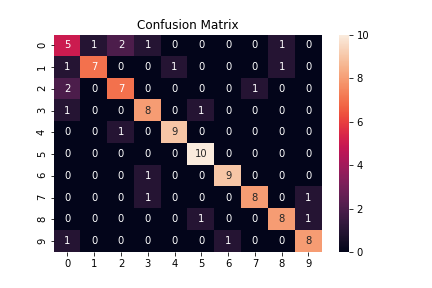 Confusion Matrix
0 5 1 2 1 0 0 0 0 1 0
1 1 7 0 0 1 0 0 0 1 0
2 2 0 7 0 0 0 0 1 0 0
3 1 0 0 8 0 1 0 0 0 0
4 0 0 1 0 9 0 0 0 0 0
5 0 0 0 0 0 10 0 0 0 0
6 0 0 0 1 0 0 9 0 0 0
7 0 0 0 1 0 0 0 8 0 1
8 0 0 0 0 0 1 0 0 8 1
9 1 0 0 0 0 0 1 0 0 8
0 1 2 3 4 5 6 7 8 9
10
8
6
4
2
0